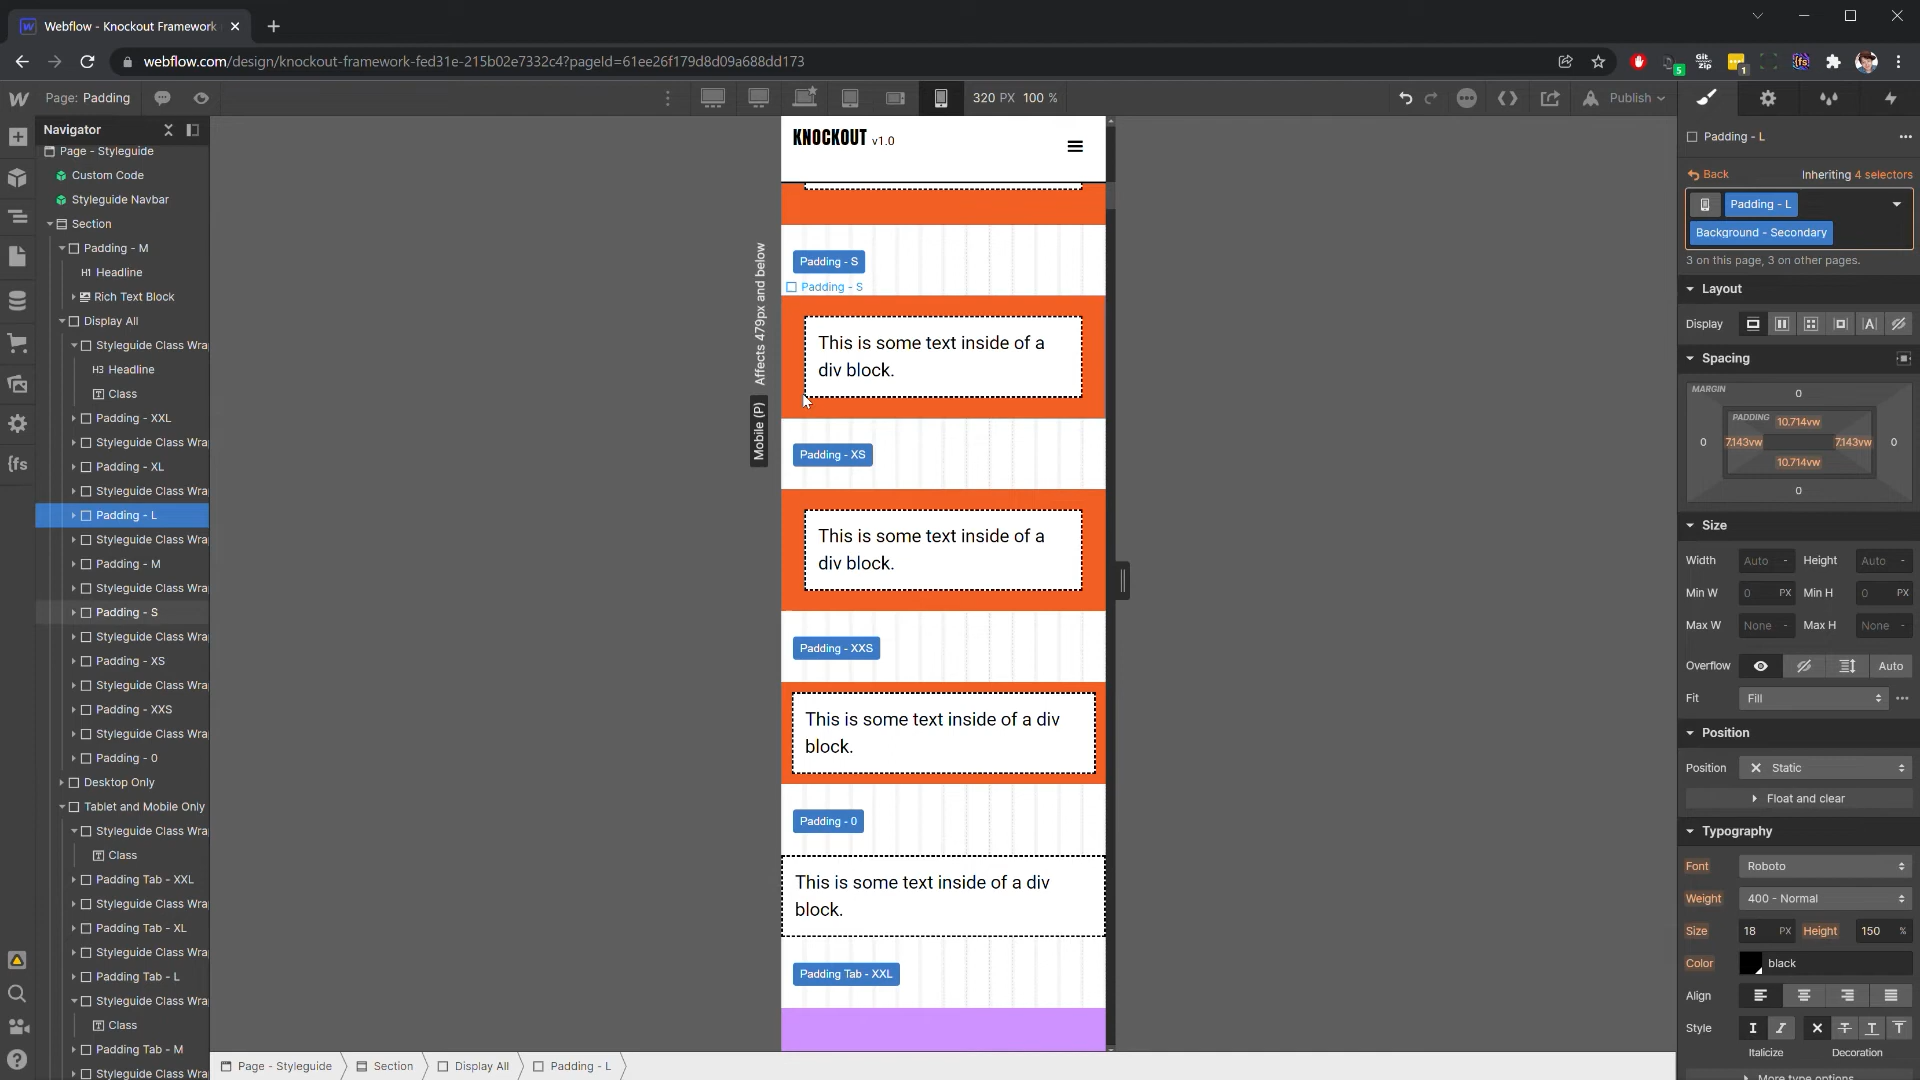 Webflow - Knockout Framework
webflow.com/design/knockout-framework-fed31e-215b02e7332c4?pageId=61ee26f179d8d09a688dd173
Git
Zip
{fs
5
1
Page: Padding
320 PX 100 %
Publish
Navigator
Page - Styleguide
Custom Code
Styleguide Navbar
Section
Padding - M
H1 Headline
Rich Text Block
Display All
Styleguide Class Wra
H3 Headline
Class
Padding - XXL
Styleguide Class Wra
Padding - XL
Styleguide Class Wra
Padding - L
Styleguide Class Wra
Padding - M
Styleguide Class Wra
Padding - S
Styleguide Class Wra
Padding - XS
Styleguide Class Wra
Padding - XXS
Styleguide Class Wra
Padding - 0
Desktop Only
Tablet and Mobile Only
Styleguide Class Wra
Class
Padding Tab - XXL
Styleguide Class Wra
Padding Tab - XL
Styleguide Class Wra
Padding Tab - L
Styleguide Class Wra
Class
Padding Tab - M
Styleguide Class Wra
{fs
Affects 479px and below
Mobile (P)
KNOCKOUT v1.0
Padding - S
Padding - S
This is some text inside of a
div block.
Padding - XS
This is some text inside of a
div block.
Padding - XXS
This is some text inside of a div
block.
Padding - 0
This is some text inside of a div
block.
Padding Tab - XXL
Page - Styleguide
Section
Display All
Padding - L
Padding - L
Back
Inheriting 4 selectors
Padding - L
Background - Secondary
3 on this page, 3 on other pages.
Layout
Display
Spacing
MARGIN
0
PADDING
10.714vw
0
7.143vw
7.143vw
0
10.714vw
0
Size
Width Auto - Height Auto -
Min W 0 PX Min H 0 PX
Max W None - Max H None -
Overflow Auto
Fit Fill
Position
Position Static
Float and clear
Typography
Font Roboto
Weight 400 - Normal
Size 18 PX Height 150 %
Color black
Align
Style
Italicize Decoration
More type options